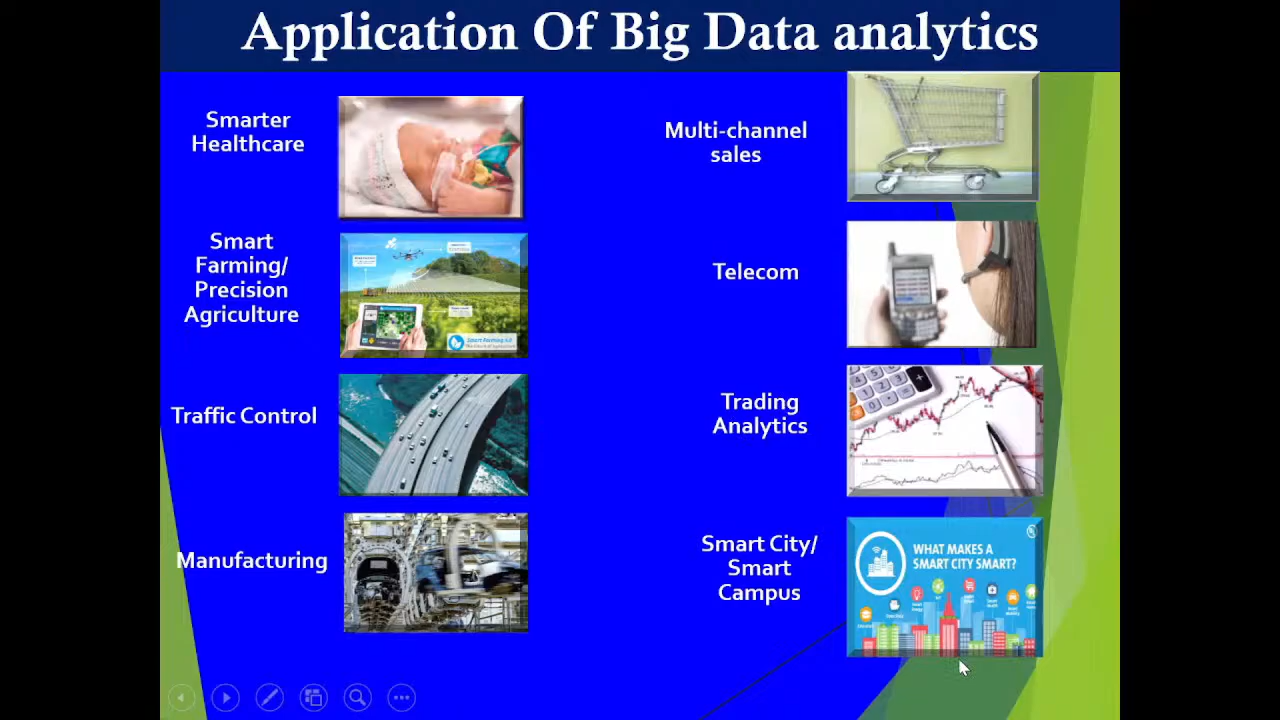 Application Of Big Data analytics
Smarter
Healthcare
Smart
Farming/
Precision
Agriculture
Traffic Control
Manufacturing
Multi-channel
sales
Telecom
Trading
Analytics
Smart City/
Smart
Campus
WHAT MAKES A
SMART CITY SMART?